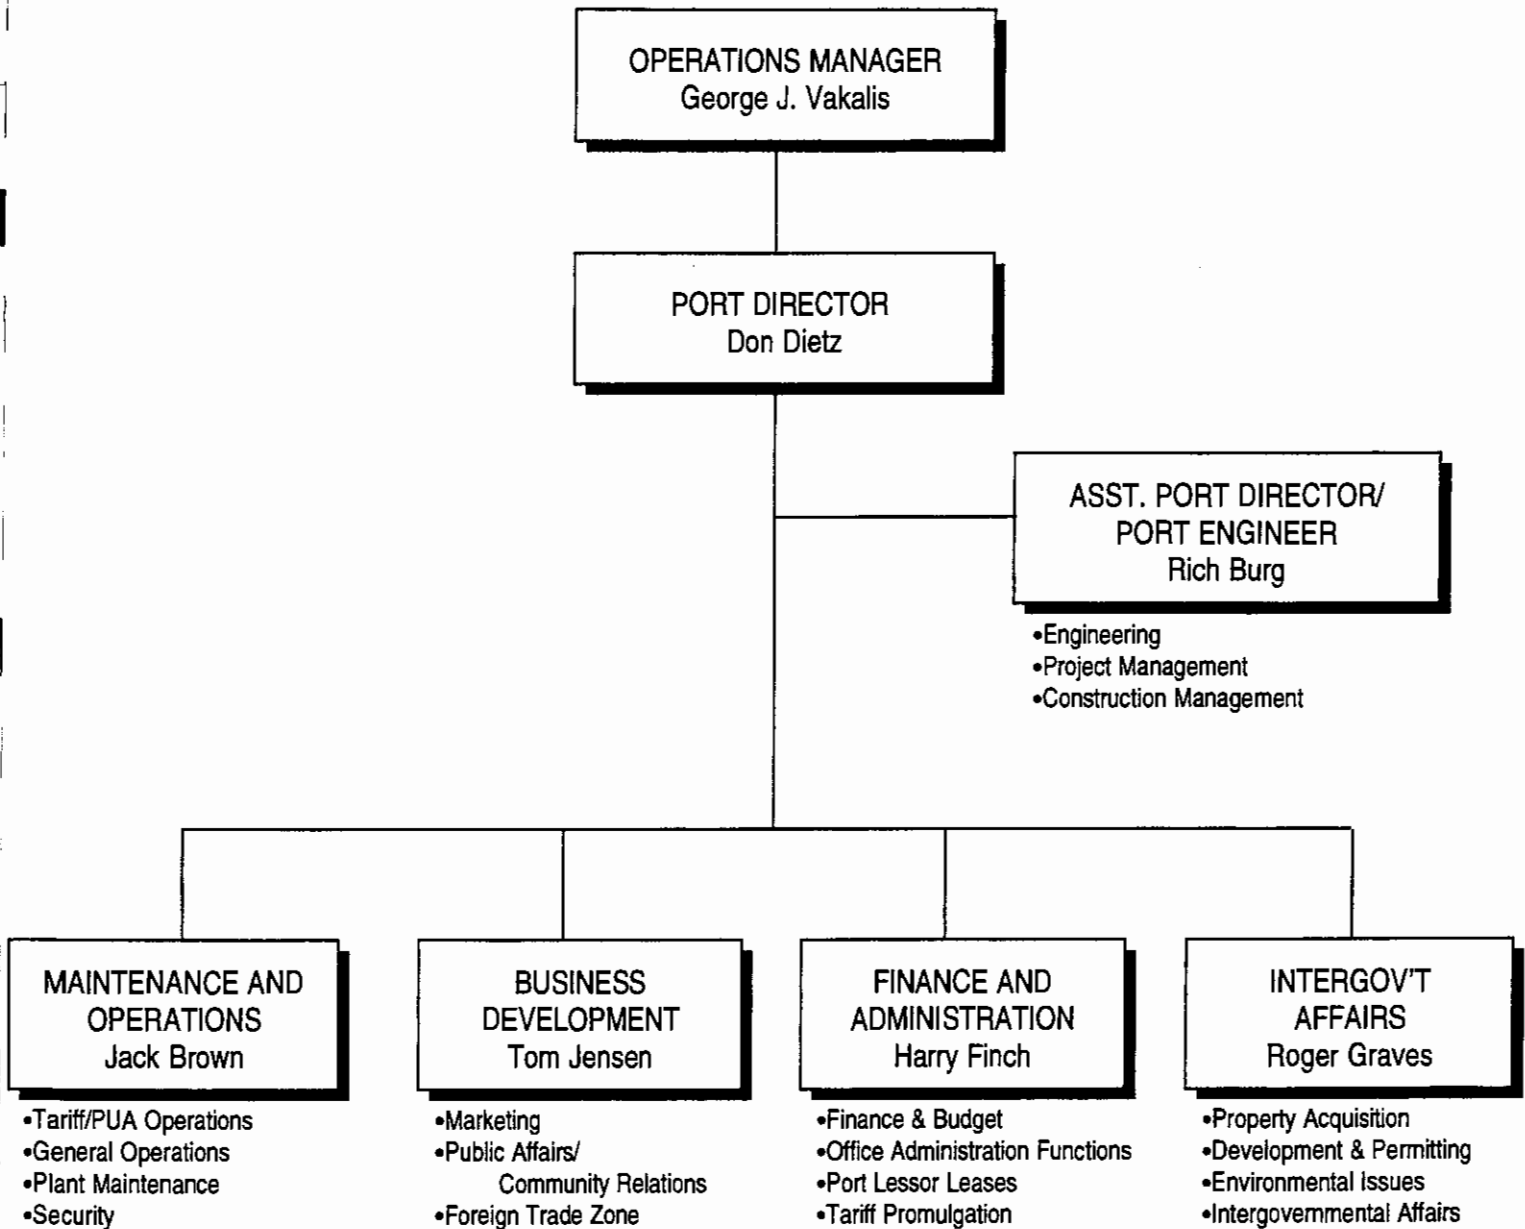 OPERATIONS MANAGER
George J. Vakalis
PORT DIRECTOR
Don Dietz
ASST. PORT DIRECTOR/
PORT ENGINEER
Rich Burg
•Engineering
•Project Management
•Construction Management
MAINTENANCE AND
OPERATIONS
Jack Brown
•Tariff/PUA Operations
•General Operations
•Plant Maintenance
•Security
BUSINESS
DEVELOPMENT
Tom Jensen
•Marketing
•Public Affairs/
Community Relations
•Foreign Trade Zone
FINANCE AND
ADMINISTRATION
Harry Finch
•Finance & Budget
•Office Administration Functions
•Port Lessor Leases
•Tariff Promulgation
INTERGOV'T
AFFAIRS
Roger Graves
•Property Acquisition
•Development & Permitting
•Environmental Issues
•Intergovernmental Affairs